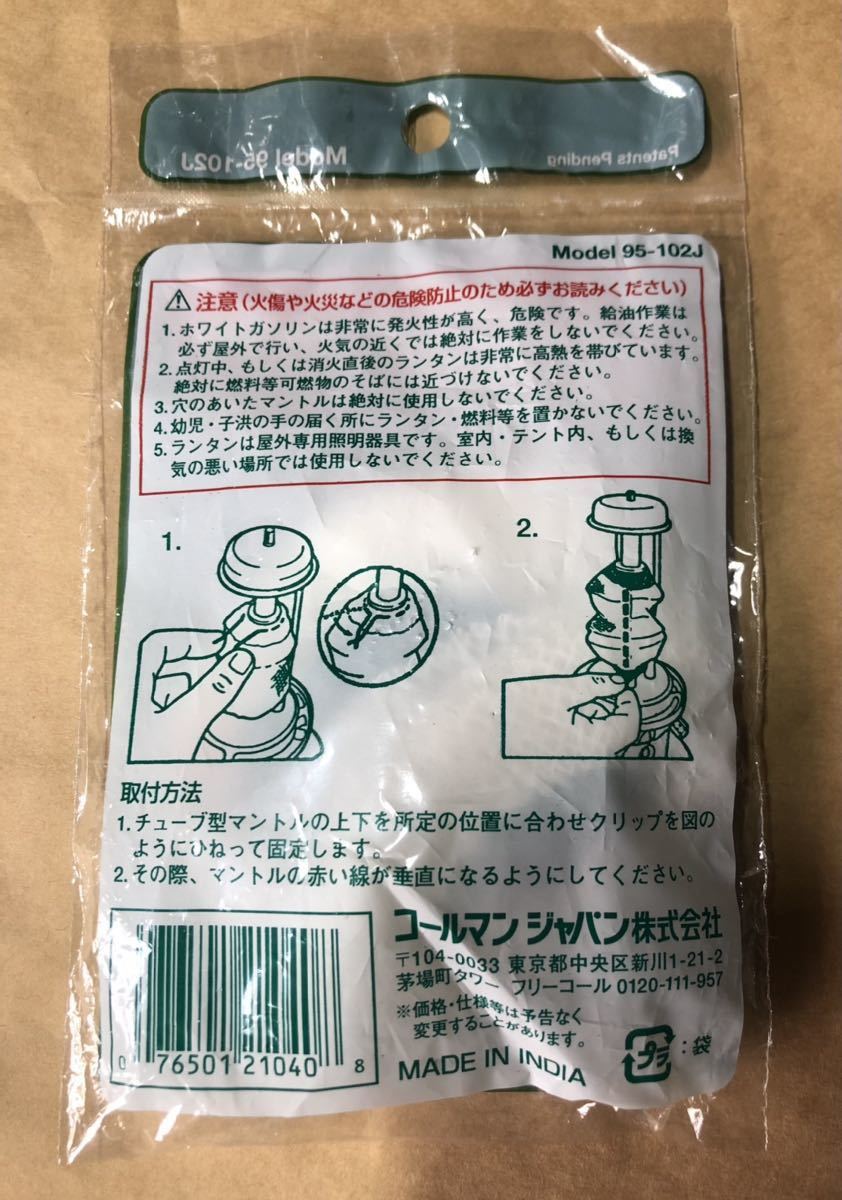 Patents Pending
Model 95-102J
Model 95-102J
⚠ 注意(火傷や火災などの危険防止のため必ずお読みください)
1.ホワイトガソリンは非常に発火性が高く、危険です。給油作業は
必ず屋外で行い、火気の近くでは絶対に作業をしないでください。
2.点灯中、もしくは消火直後のランタンは非常に高熱を帯びています。
絶対に燃料等可燃物のそばには近づけないでください。
3.穴のあいたマントルは絶対に使用しないでください。
4.幼児・子洪の手の届く所にランタン・燃料等を置かないでください。
5.ランタンは屋外専用照明器具です。室内・テント内、もしくは換
気の悪い場所では使用しないでください。
1.
2.
取付方法
1.チューブ型マントルの上下を所定の位置に合わせクリップを図の
ようにひねって固定します。
2.その際、マントルの赤い線が垂直になるようにしてください。
コールマン ジャパン株式会社
〒104-0033 東京都中央区新川1-21-2
茅場町タワー フリーコール 0120-111-957
※価格・仕様等は予告なく
変更することがあります。
MADE IN INDIA
プラ :袋
0 76501 21040 8